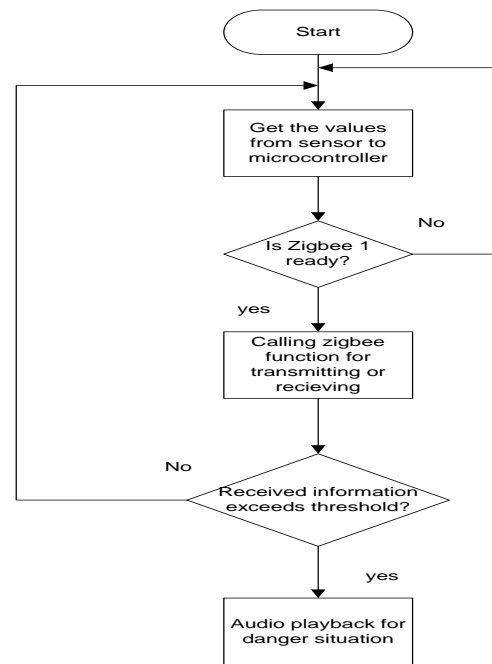 Start
Get the values
from sensor to
microcontroller
Is Zigbee 1
ready?
No
yes
Calling zigbee
function for
transmitting or
recieving
No
Received information
exceeds threshold?
yes
Audio playback for
danger situation